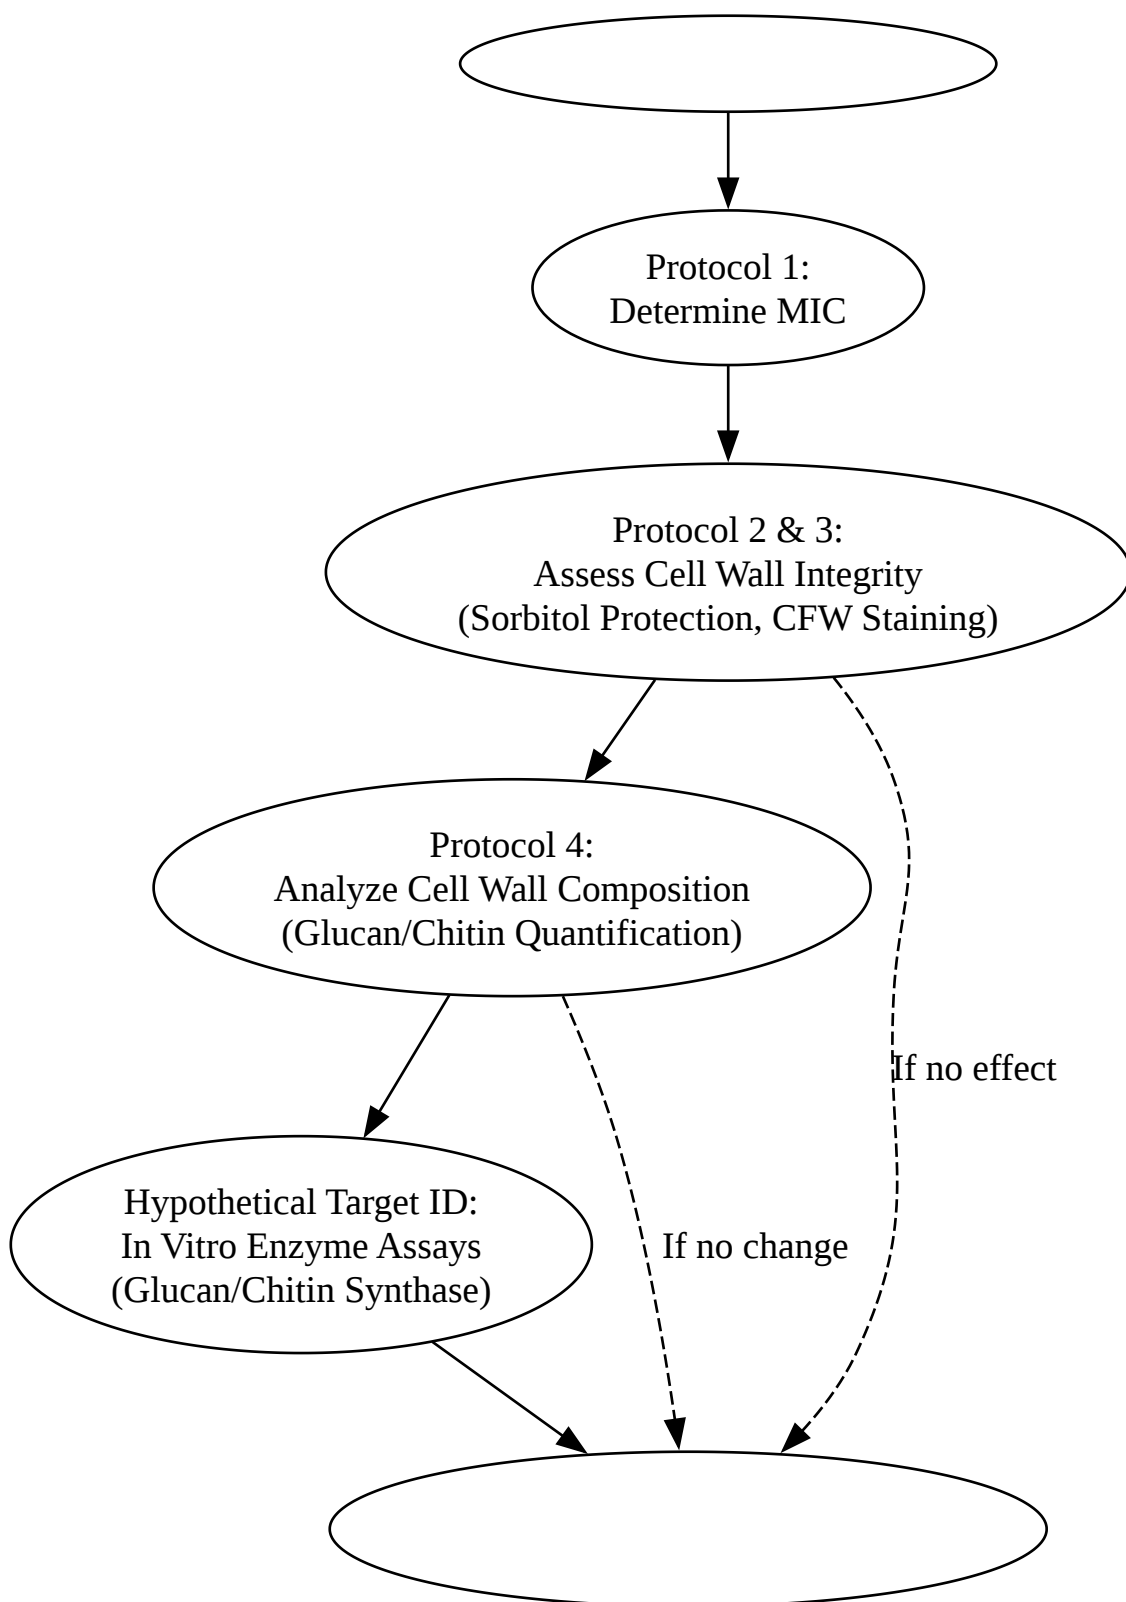 Protocol 1:
Determine MIC
Protocol 2 & 3:
Assess Cell Wall Integrity
(Sorbitol Protection, CFW Staining)
Protocol 4:
Analyze Cell Wall Composition
(Glucan/Chitin Quantification)
If no effect
Hypothetical Target ID:
In Vitro Enzyme Assays
(Glucan/Chitin Synthase)
If no change